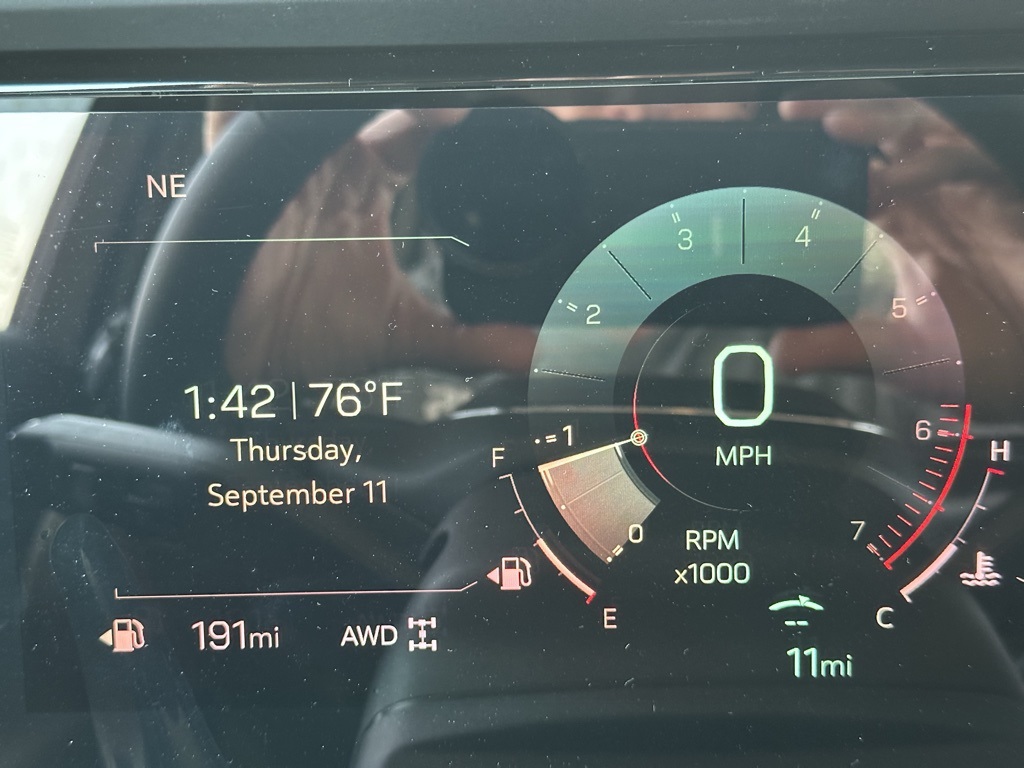 NE
1:42 | 76°F
Thursday,
September 11
191mi
AWD
F
E
0
1
2
3
4
5
6
7
0
MPH
RPM
x1000
H
C
--
11mi